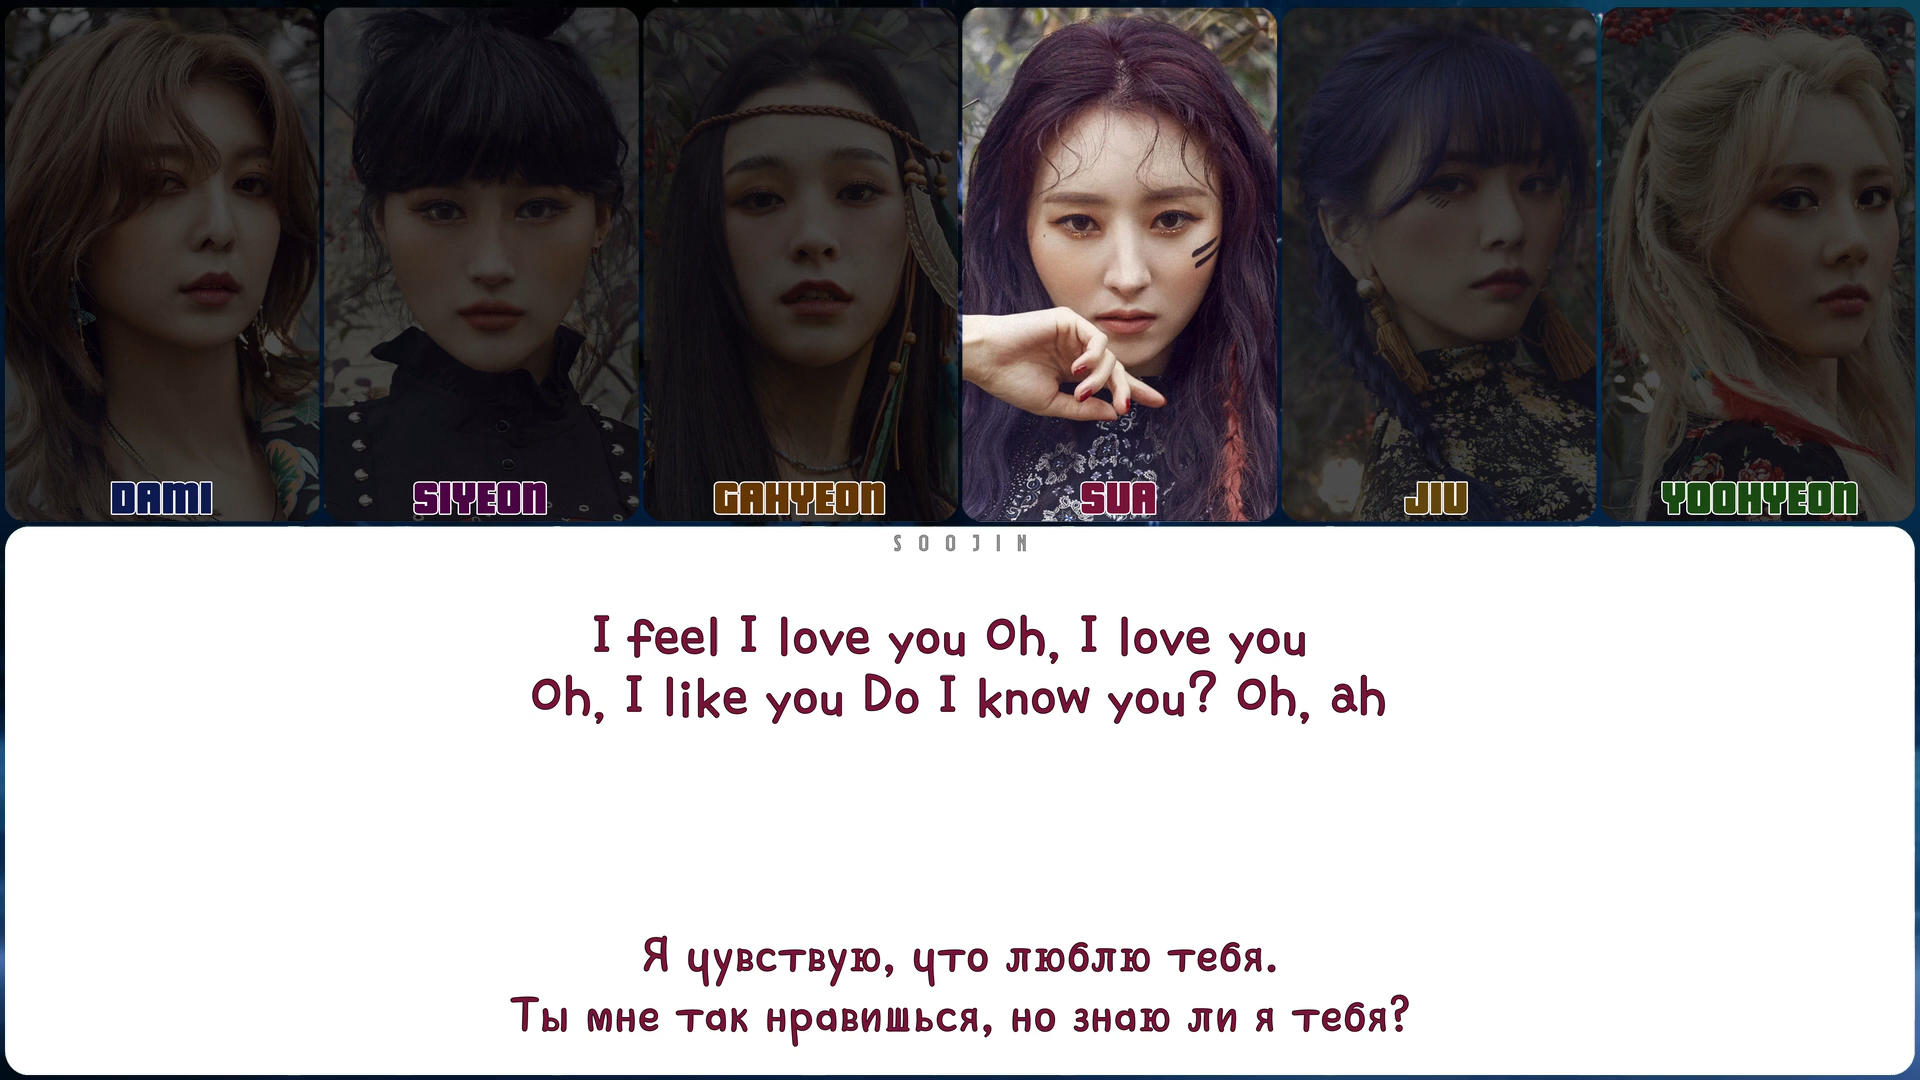 DAMI
SIYEON
GAHYEON
SUA
JIU
YOOHYEON
SOOJIN
I feel I love you Oh, I love you
Oh, I like you Do I know you? Oh, ah
Я чувствую, что люблю тебя.
Ты мне так нравишься, но знаю ли я тебя?